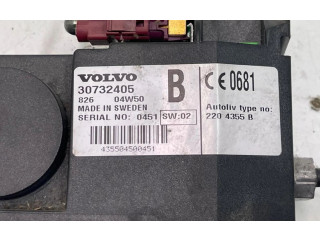 VOLVO
30732405
826 04W50
MADE IN SWEDEN
SERIAL NO: 0451 SW:02
435504500451
B
CE 0681
Autoliv type no:
220 4355 B